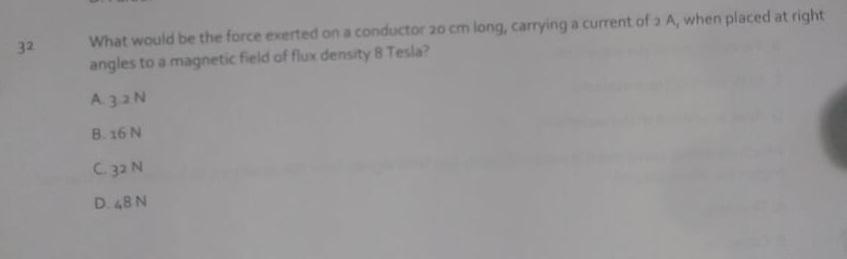 32 What would be the force exerted on a conductor 20 cm long, carrying a current of 2 A, when placed at right
angles to a magnetic field of flux density 8 Tesla?
A. 3.2 N
B. 16 N
C. 32 N
D. 48 N